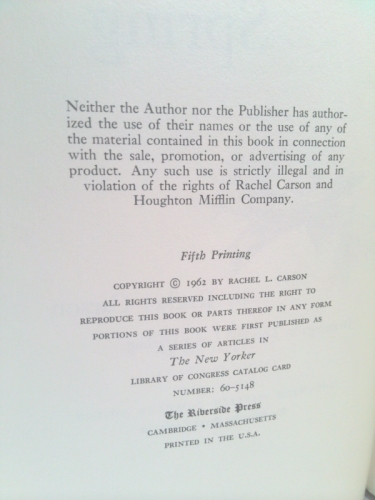 Neither the Author nor the Publisher has author-
ized the use of their names or the use of any of
the material contained in this book in connection
with the sale, promotion, or advertising of any
product. Any such use is strictly illegal and in
violation of the rights of Rachel Carson and
Houghton Mifflin Company.
Fifth Printing
COPYRIGHT © 1962 BY RACHEL L. CARSON
ALL RIGHTS RESERVED INCLUDING THE RIGHT TO
REPRODUCE THIS BOOK OR PARTS THEREOF IN ANY FORM
PORTIONS OF THIS BOOK WERE FIRST PUBLISHED AS
A SERIES OF ARTICLES IN
The New Yorker
LIBRARY OF CONGRESS CATALOG CARD
NUMBER: 60-5148
The Riverside Press
CAMBRIDGE • MASSACHUSETTS
PRINTED IN THE U.S.A.